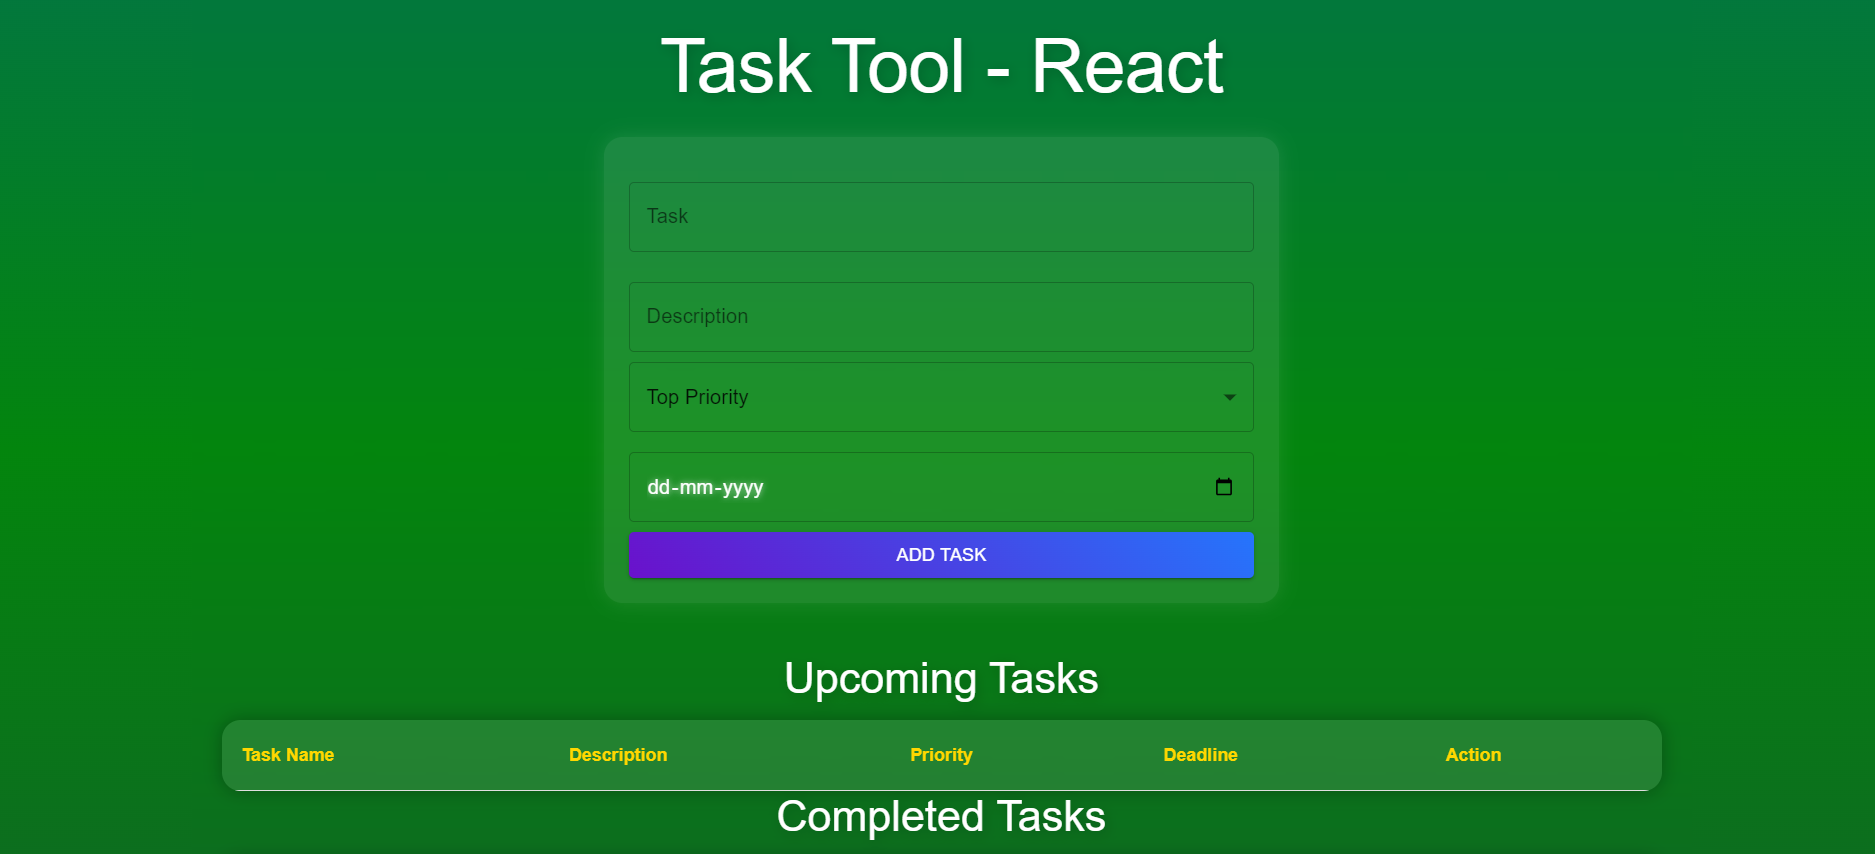 Task Tool - React
Task
Description
Top Priority
dd-mm-yyyy
ADD TASK
Upcoming Tasks
Task Name Description Priority Deadline Action
Completed Tasks